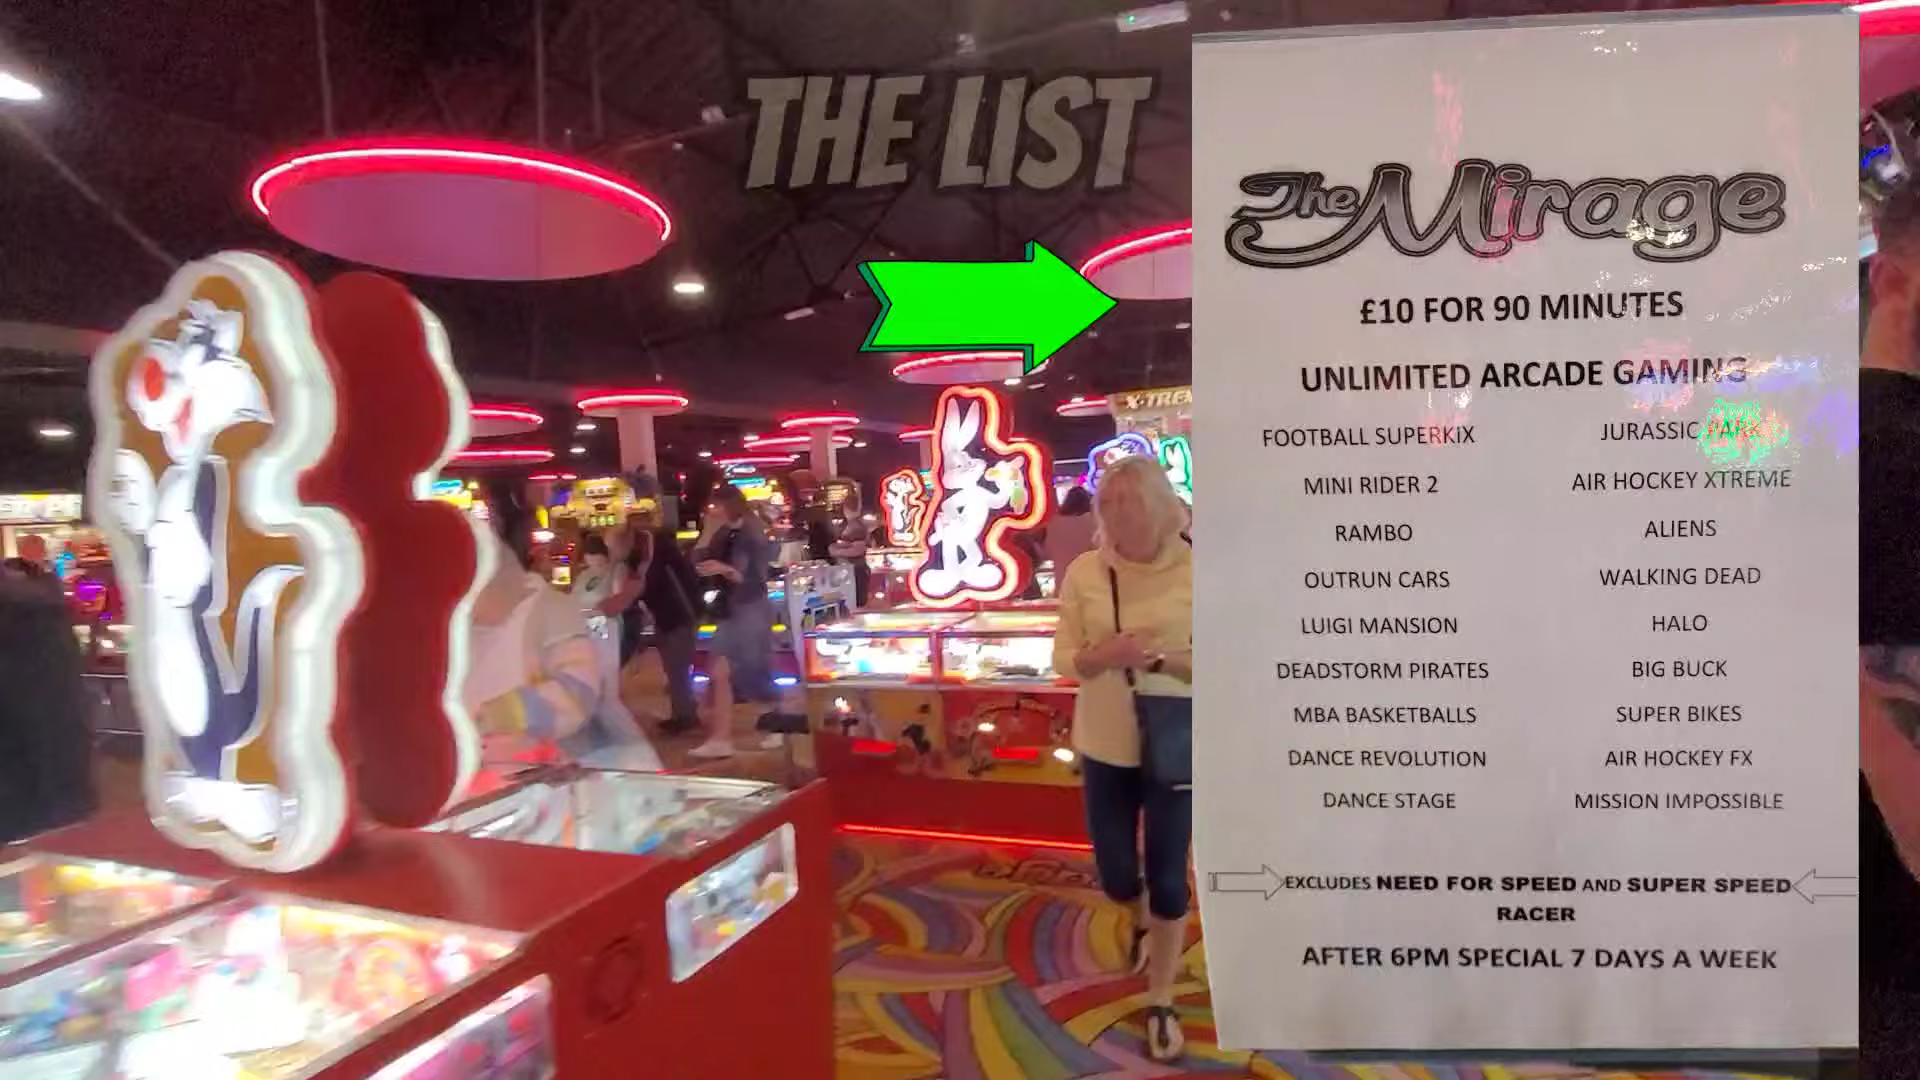 THE LIST
X-TREM
The Mirage
£10 FOR 90 MINUTES
UNLIMITED ARCADE GAMING
FOOTBALL SUPERKIX
JURASSIC PARK
MINI RIDER 2
AIR HOCKEY XTREME
RAMBO
ALIENS
OUTRUN CARS
WALKING DEAD
LUIGI MANSION
HALO
DEADSTORM PIRATES
BIG BUCK
MBA BASKETBALLS
SUPER BIKES
DANCE REVOLUTION
AIR HOCKEY FX
DANCE STAGE
MISSION IMPOSSIBLE
EXCLUDES NEED FOR SPEED AND SUPER SPEED
RACER
AFTER 6PM SPECIAL 7 DAYS A WEEK